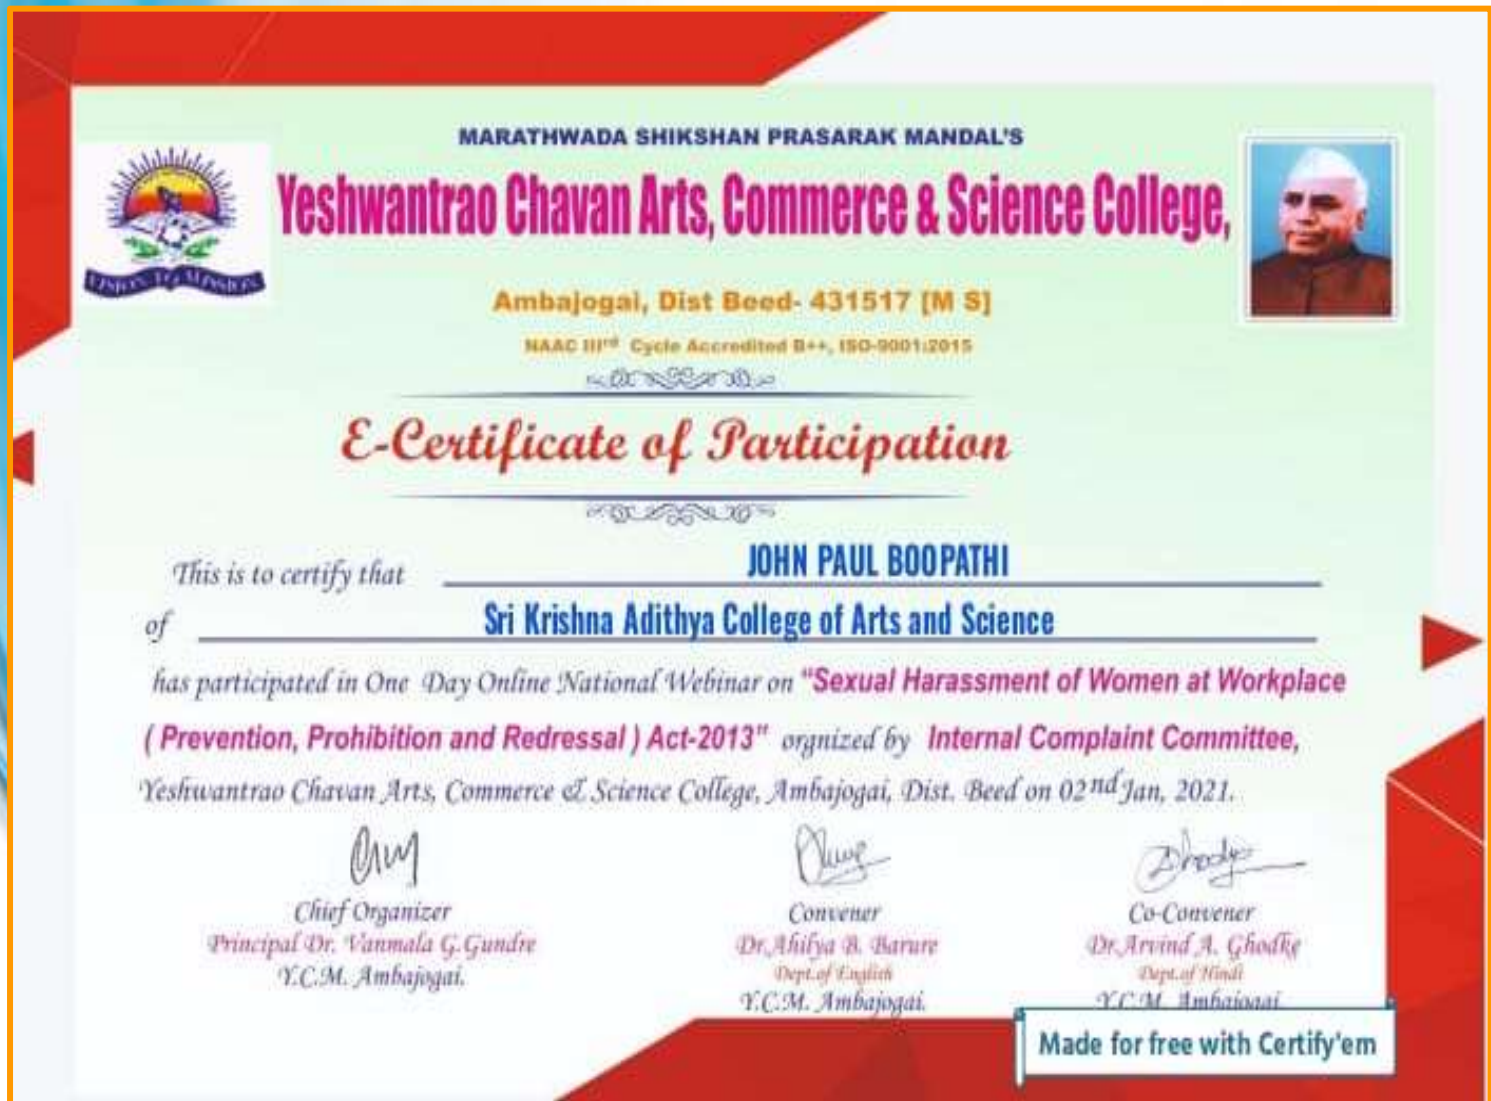 MARATHWADA SHIKSHAN PRASARAK MANDAL'S
Yeshwantrao Chavan Arts, Commerce & Science College,
Ambajogai, Dist Beed- 431517 [M S]
NAAC IIIrd Cycle Accredited B++, ISO-9001:2015
E-Certificate of Participation
This is to certify that JOHN PAUL BOOPATHI
of Sri Krishna Adithya College of Arts and Science
has participated in One Day Online National Webinar on "Sexual Harassment of Women at Workplace
( Prevention, Prohibition and Redressal ) Act-2013" orgnized by Internal Complaint Committee,
Yeshwantrao Chavan Arts, Commerce & Science College, Ambajogai, Dist. Beed on 02nd Jan, 2021.
Chief Organizer Convener Co-Convener
Principal Dr. Vanmala G.Gundre Dr.Ahilya B. Barure Dr.Arvind A. Ghodke
Dept.of English Dept.of Hindi
Y.C.M. Ambajogai. Y.C.M. Ambajogai. Y.C.M. Ambajogai
Made for free with Certify'em